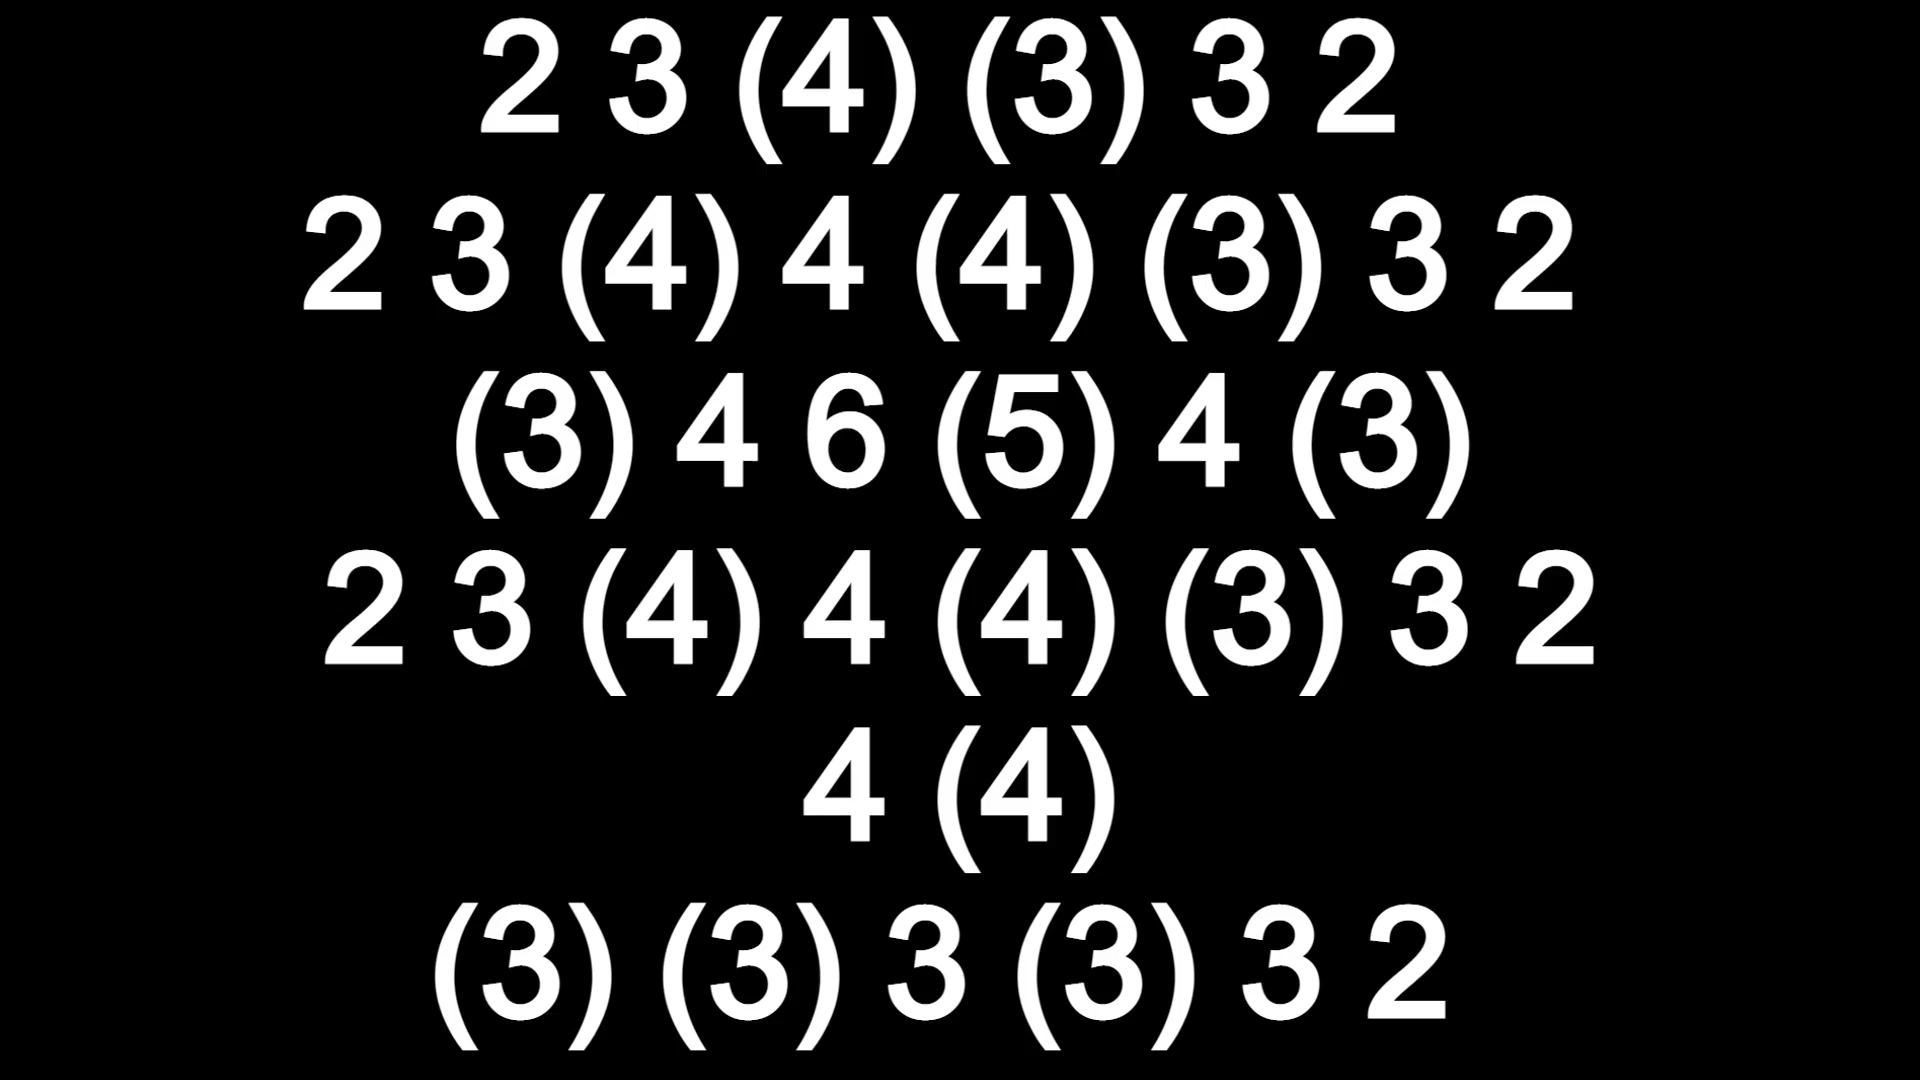 2 3 (4) (3) 3 2
2 3 (4) 4 (4) (3) 3 2
(3) 4 6 (5) 4 (3)
2 3 (4) 4 (4) (3) 3 2
4 (4)
(3) (3) 3 (3) 3 2